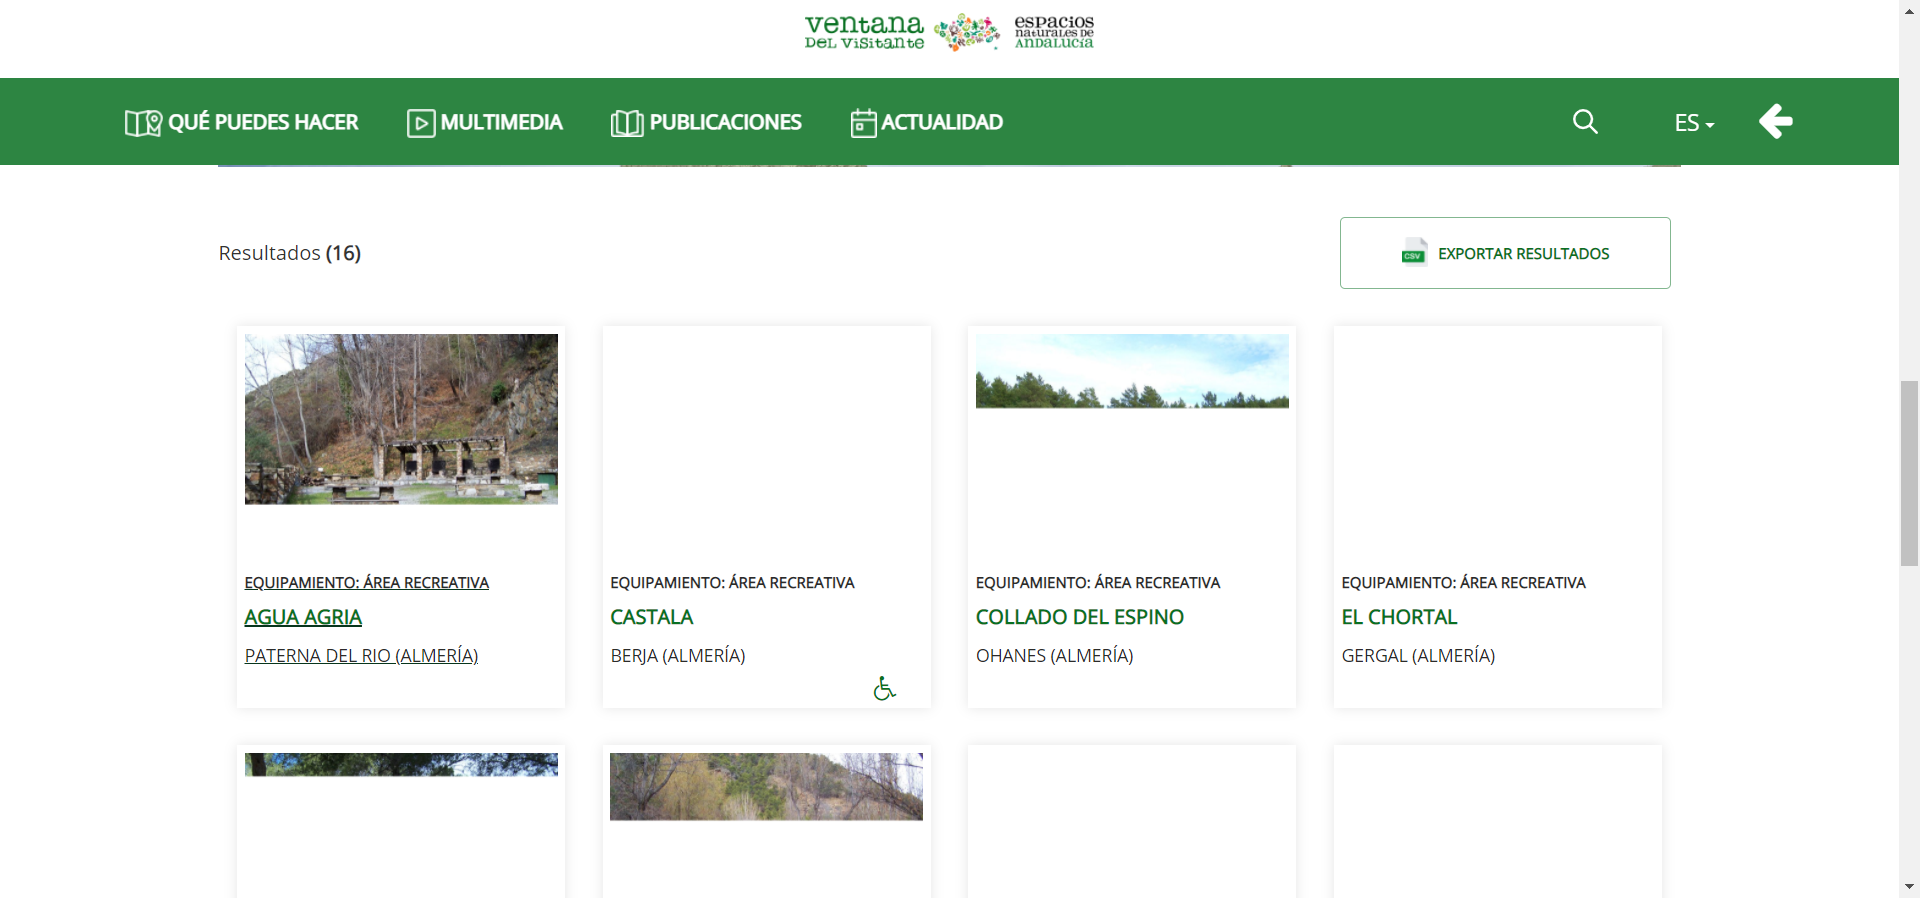 ventana
DEL VISITANTE
espacios
naturales de
ANDALUCÍA
QUÉ PUEDES HACER
MULTIMEDIA
PUBLICACIONES
ACTUALIDAD
ES
Resultados (16)
CSV
EXPORTAR RESULTADOS
EQUIPAMIENTO: ÁREA RECREATIVA
AGUA AGRIA
PATERNA DEL RIO (ALMERÍA)
EQUIPAMIENTO: ÁREA RECREATIVA
CASTALA
BERJA (ALMERÍA)
EQUIPAMIENTO: ÁREA RECREATIVA
COLLADO DEL ESPINO
OHANES (ALMERÍA)
EQUIPAMIENTO: ÁREA RECREATIVA
EL CHORTAL
GERGAL (ALMERÍA)